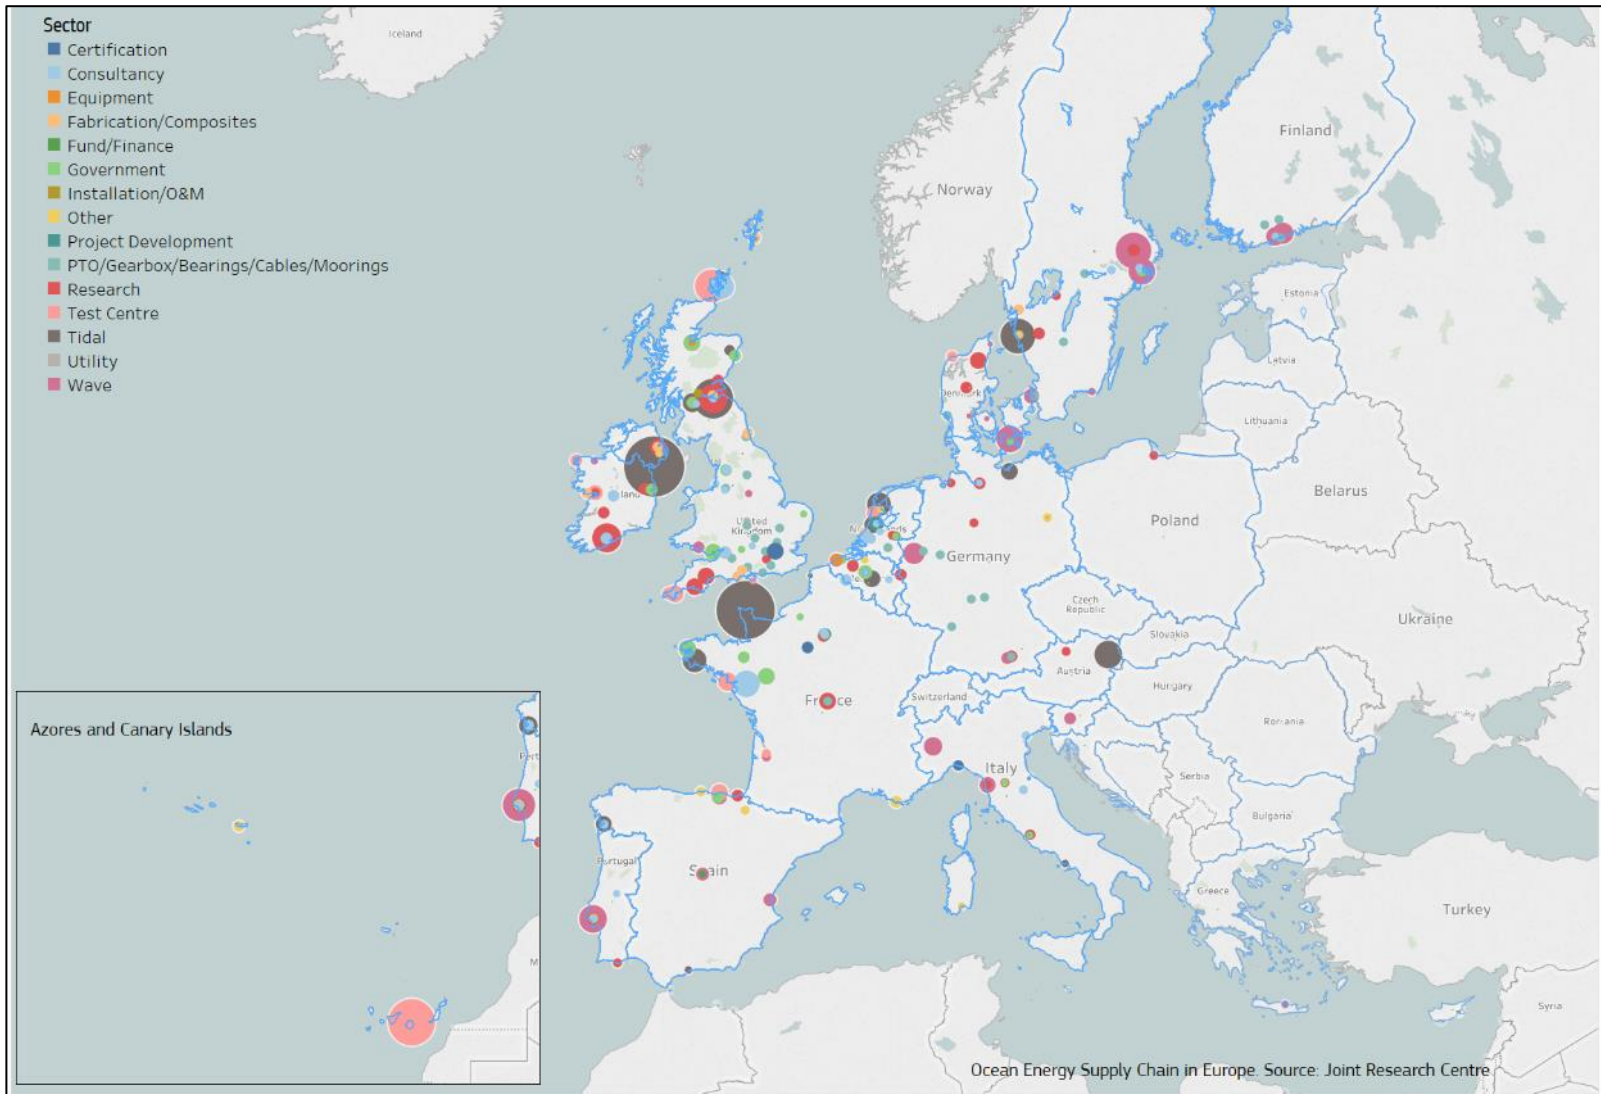 Sector
Certification
Consultancy
Equipment
Fabrication/Composites
Fund/Finance
Government
Installation/O&M
Other
Project Development
PTO/Gearbox/Bearings/Cables/Moorings
Research
Test Centre
Tidal
Utility
Wave
Iceland
Finland
Norway
Estonia
Latvia
Lithuania
Belarus
United
Kingdom
Poland
Germany
Czech
Republic
Ukraine
Slovakia
Austria
Hungary
Switzerland
France
Romania
Italy
Serbia
Bulgaria
Portugal
Spain
Greece
Turkey
Syria
Azores and Canary Islands
Port
M
Ocean Energy Supply Chain in Europe. Source: Joint Research Centre